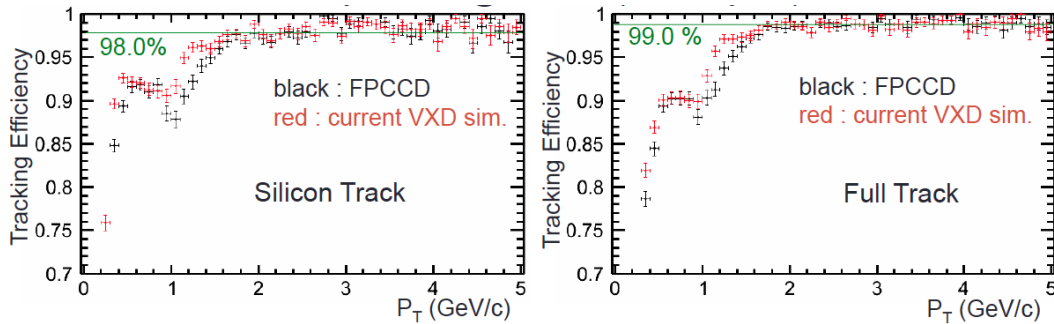 1
0.95
0.9
0.85
0.8
0.75
0.7
0
1
2
3
4
5
Tracking Efficiency
P_T (GeV/c)
98.0%
black : FPCCD
red : current VXD sim.
Silicon Track
1
0.95
0.9
0.85
0.8
0.75
0.7
0
1
2
3
4
5
Tracking Efficiency
P_T (GeV/c)
99.0 %
black : FPCCD
red : current VXD sim.
Full Track